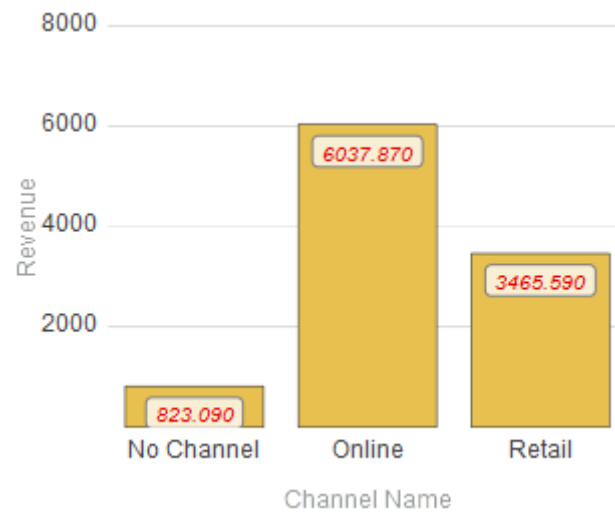 8000
6000
4000
2000
Revenue
6037.870
3465.590
823.090
No Channel
Online
Retail
Channel Name